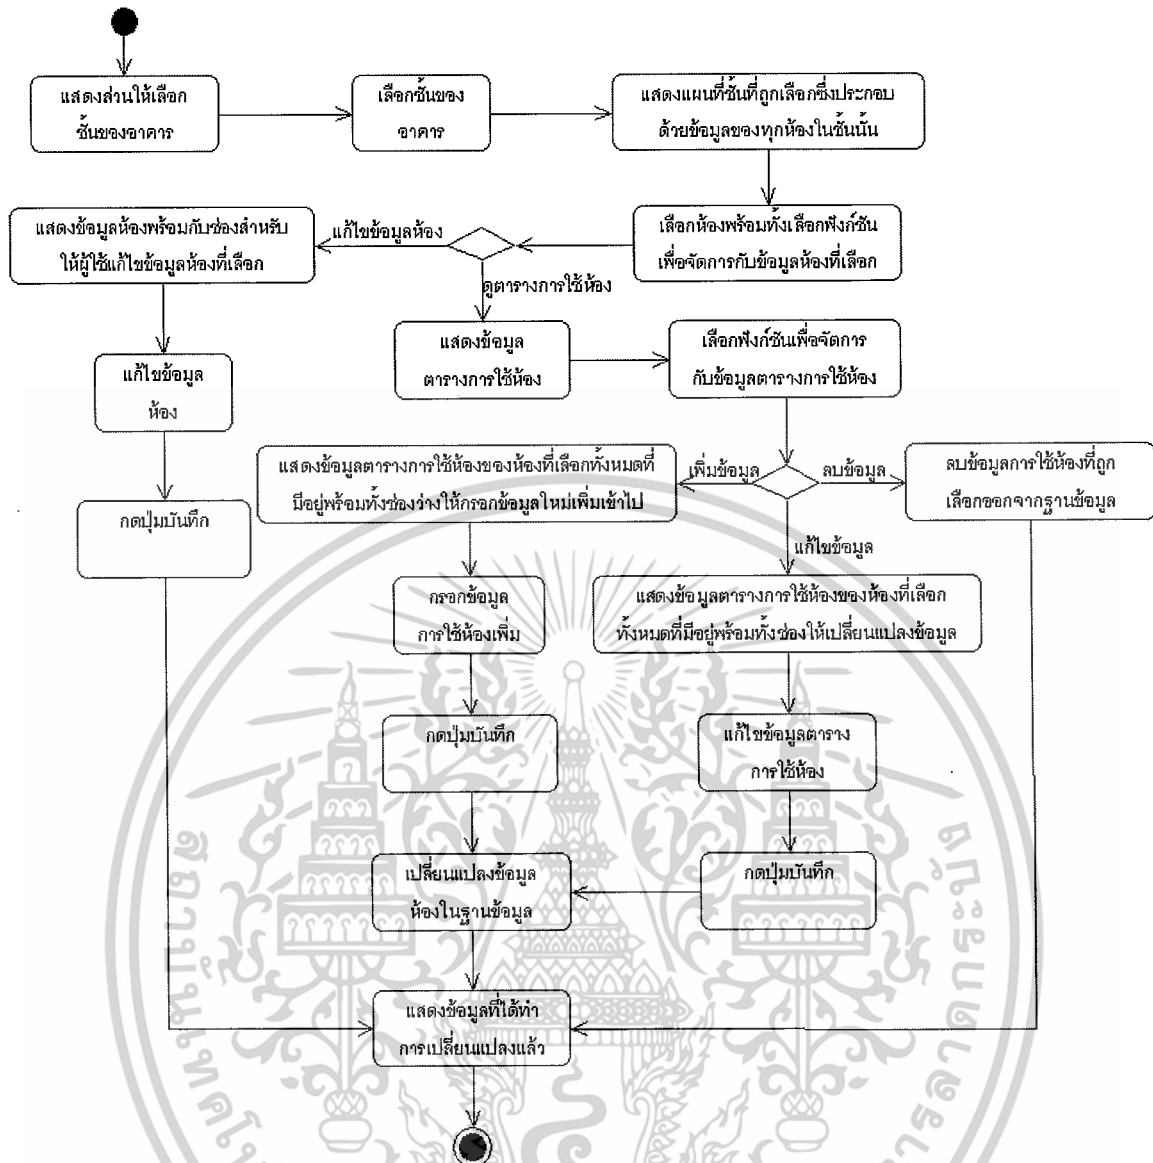 แสดงส่วนให้เลือก
ชั้นของอาคาร
เลือกชั้นของ
อาคาร
แสดงแผนที่ชั้นที่ถูกเลือกซึ่งประกอบ
ด้วยข้อมูลของทุกห้องในชั้นนั้น
แสดงข้อมูลห้องพร้อมกับช่องสำหรับ
ให้ผู้ใช้แก้ไขข้อมูลห้องที่เลือก
แก้ไขข้อมูลห้อง
เลือกห้องพร้อมทั้งเลือกฟังก์ชัน
เพื่อจัดการกับข้อมูลห้องที่เลือก
ดูตารางการใช้ห้อง
แสดงข้อมูล
ตารางการใช้ห้อง
เลือกฟังก์ชันเพื่อจัดการ
กับข้อมูลตารางการใช้ห้อง
แก้ไขข้อมูล
ห้อง
แสดงข้อมูลตารางการใช้ห้องของห้องที่เลือกทั้งหมดที่
มีอยู่พร้อมทั้งช่องว่างให้กรอกข้อมูลใหม่เพิ่มเข้าไป
เพิ่มข้อมูล
ลบข้อมูล
ลบข้อมูลการใช้ห้องที่ถูก
เลือกออกจากฐานข้อมูล
กดปุ่มบันทึก
แก้ไขข้อมูล
กรอกข้อมูล
การใช้ห้องเพิ่ม
แสดงข้อมูลตารางการใช้ห้องของห้องที่เลือก
ทั้งหมดที่มีอยู่พร้อมทั้งช่องให้เปลี่ยนแปลงข้อมูล
กดปุ่มบันทึก
แก้ไขข้อมูลตาราง
การใช้ห้อง
เปลี่ยนแปลงข้อมูล
ห้องในฐานข้อมูล
กดปุ่มบันทึก
แสดงข้อมูลที่ได้ทำ
การเปลี่ยนแปลงแล้ว